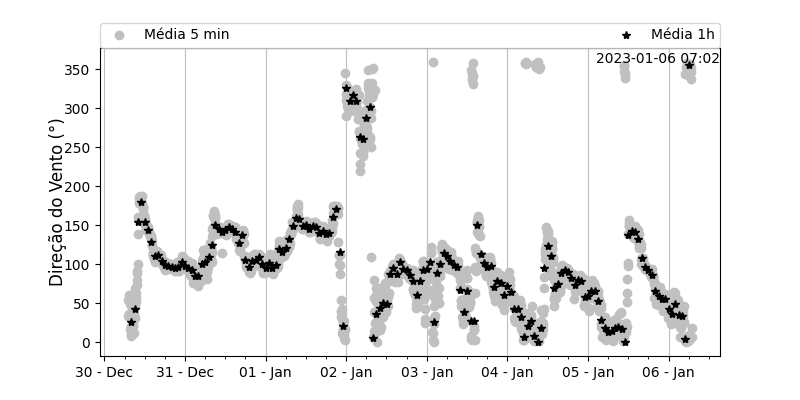 Média 5 min
Média 1h
2023-01-06 07:02
Direção do Vento (°)
350
300
250
200
150
100
50
0
30 - Dec
31 - Dec
01 - Jan
02 - Jan
03 - Jan
04 - Jan
05 - Jan
06 - Jan